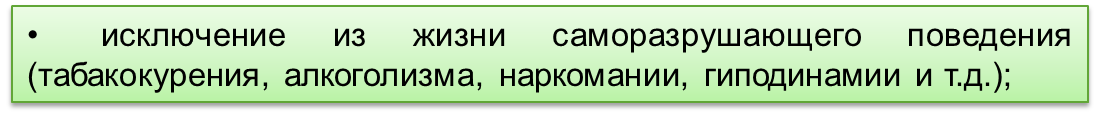 • исключение из жизни саморазрушающего поведения
(табакокурения, алкоголизма, наркомании, гиподинамии и т.д.);